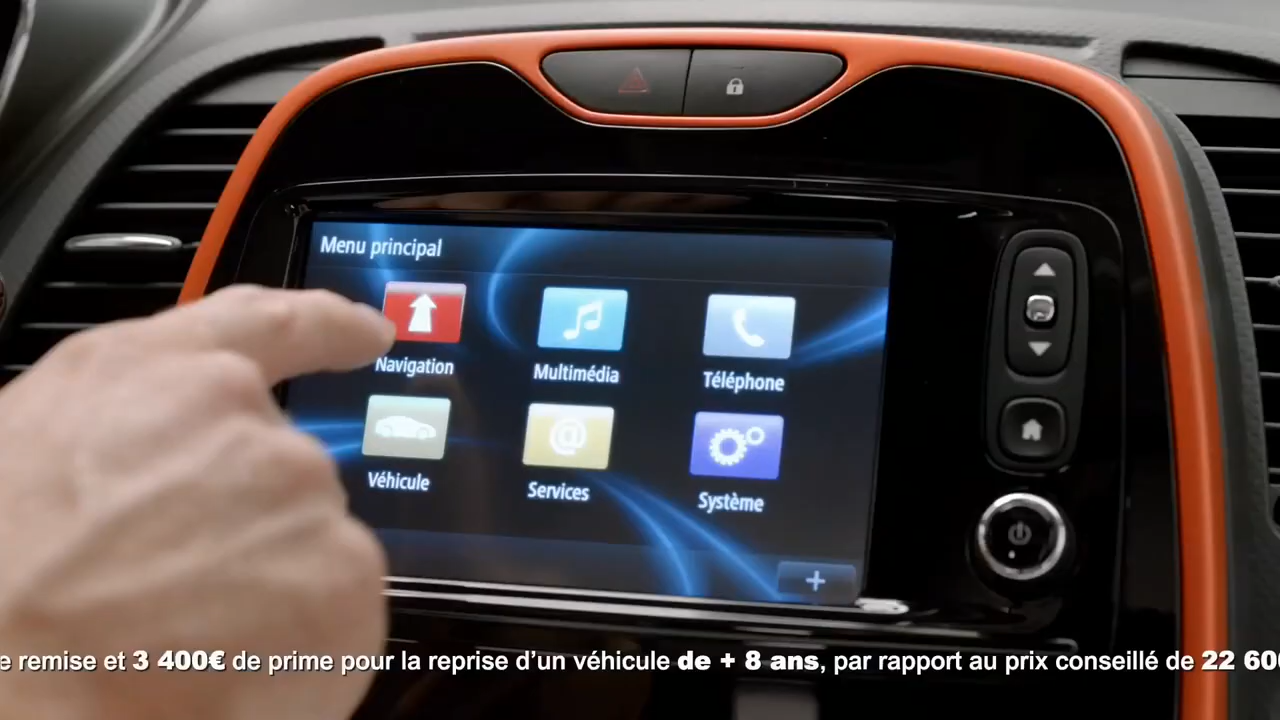 Menu principal
Navigation
Multimédia
Téléphone
Véhicule
Services
Système
e remise et 3 400€ de prime pour la reprise d'un véhicule de + 8 ans, par rapport au prix conseillé de 22 60